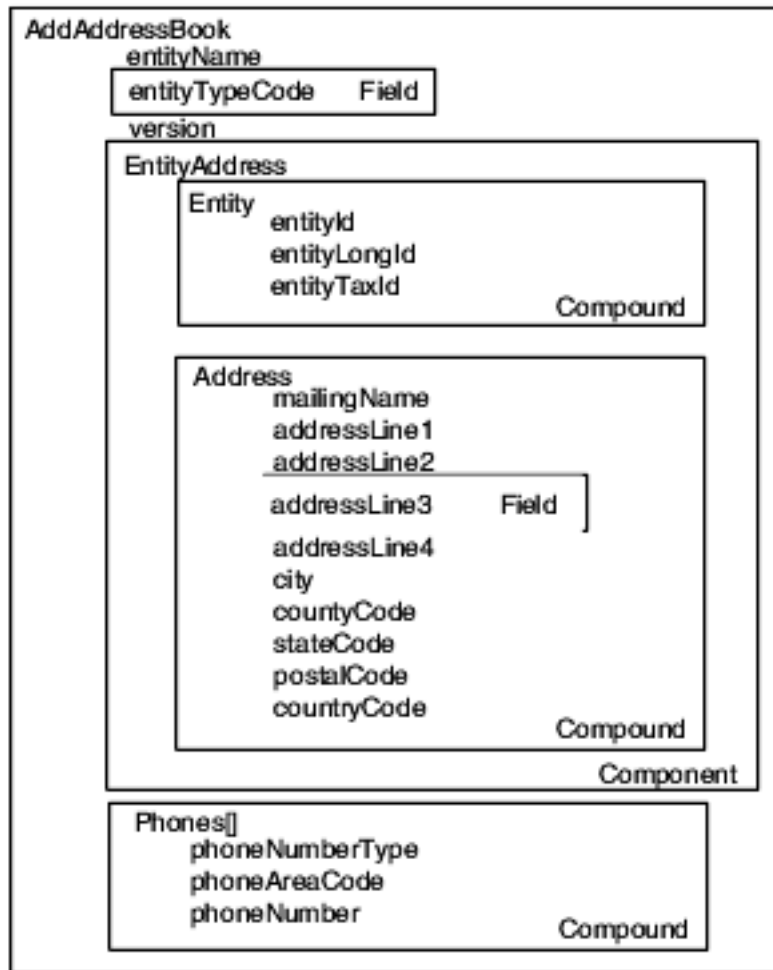 AddAddressBook
entityName
entityTypeCode Field
version
EntityAddress
Entity
entityId
entityLongId
entityTaxId
Compound
Address
mailingName
addressLine1
addressLine2
addressLine3 Field
addressLine4
city
countyCode
stateCode
postalCode
countryCode
Compound
Component
Phones[]
phoneNumberType
phoneAreaCode
phoneNumber
Compound